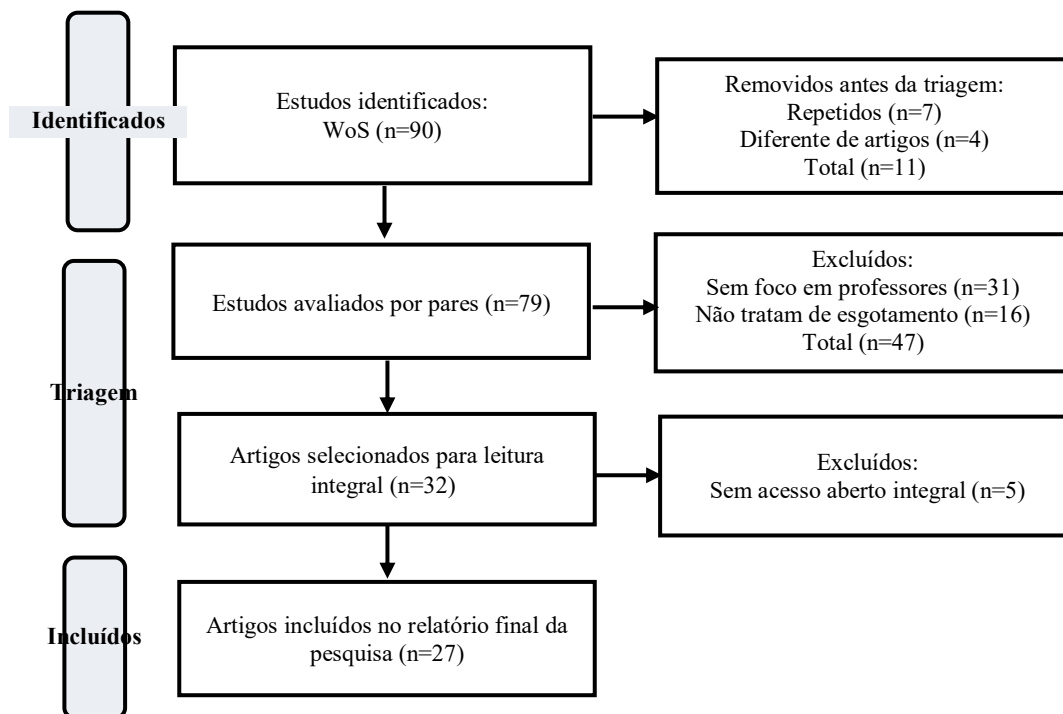 Identificados
Estudos identificados:
WoS (n=90)
Removidos antes da triagem:
Repetidos (n=7)
Diferente de artigos (n=4)
Total (n=11)
Triagem
Estudos avaliados por pares (n=79)
Excluídos:
Sem foco em professores (n=31)
Não tratam de esgotamento (n=16)
Total (n=47)
Artigos selecionados para leitura
integral (n=32)
Excluídos:
Sem acesso aberto integral (n=5)
Incluídos
Artigos incluídos no relatório final da
pesquisa (n=27)